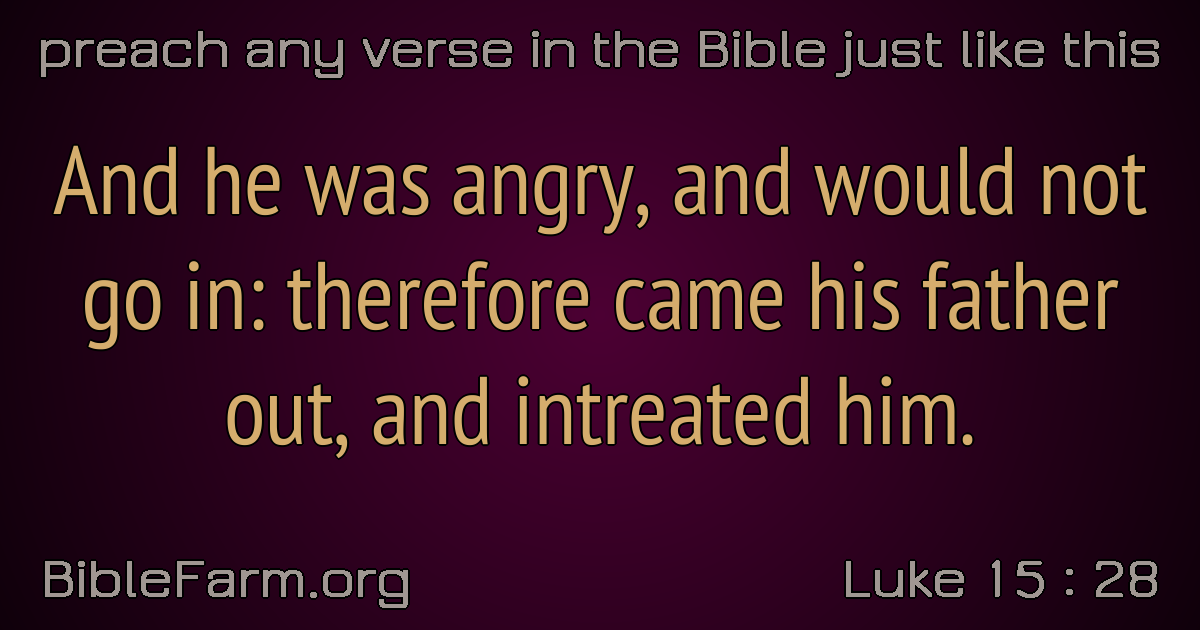 preach any verse in the Bible just like this
And he was angry, and would not
go in: therefore came his father
out, and intreated him.
BibleFarm.org
Luke 15 : 28